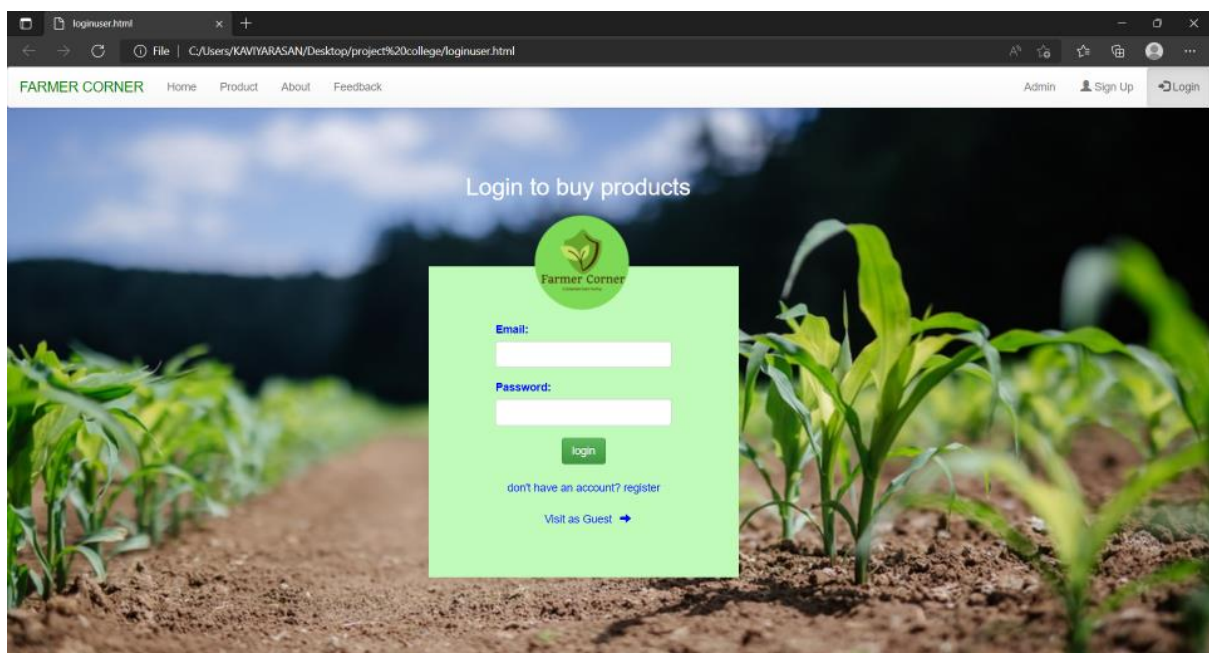 loginuser.html
File | C:/Users/KAVIYARASAN/Desktop/project%20college/loginuser.html
FARMER CORNER Home Product About Feedback Admin Sign Up Login
Login to buy products
Farmer Corner
Email:
Password:
login
don't have an account? register
Visit as Guest